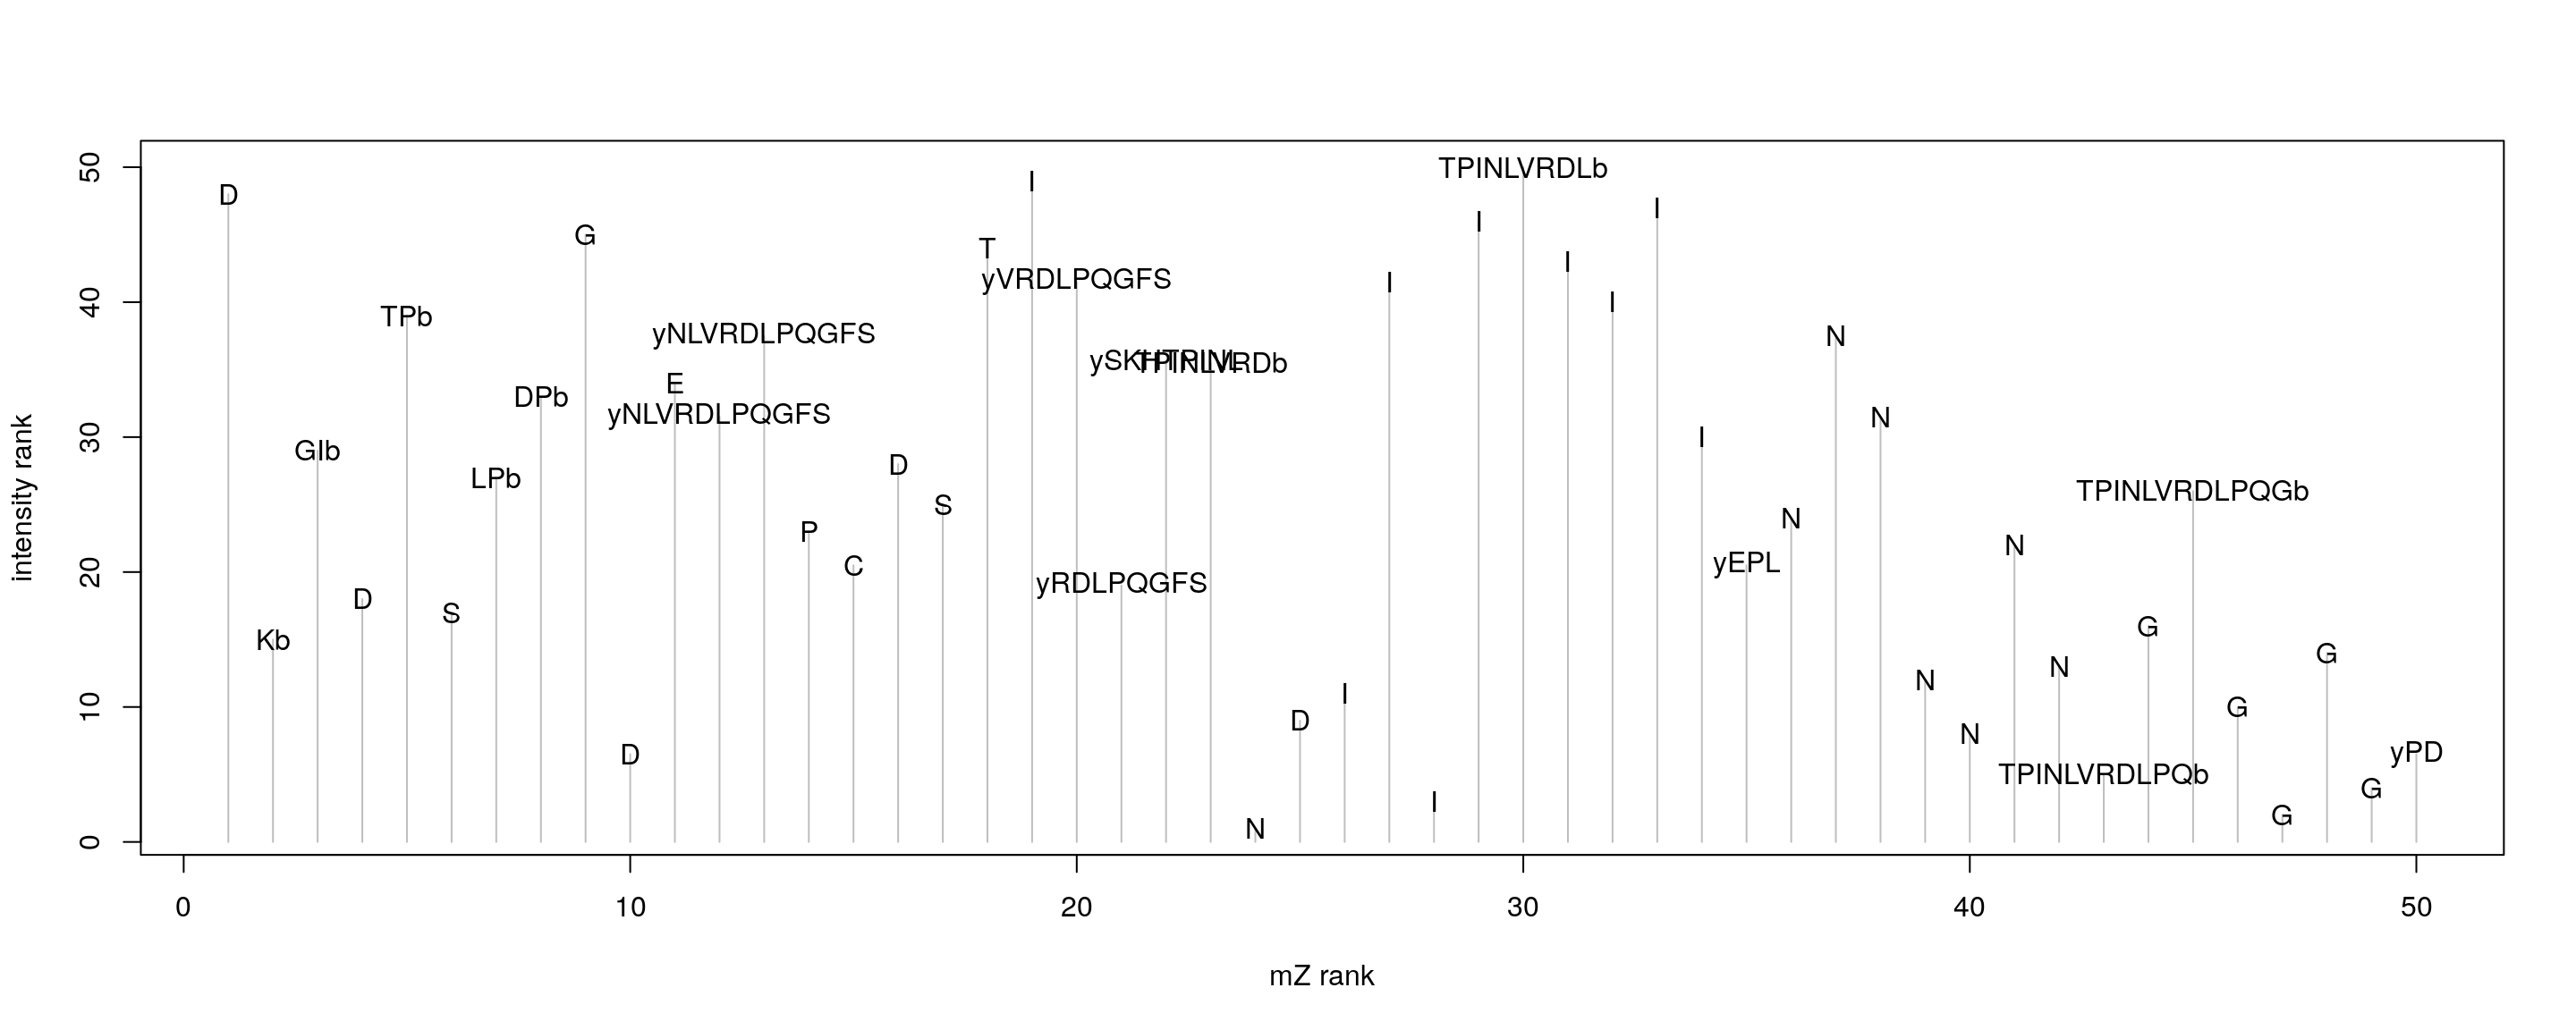 TPINLVRDLb
50
I
D
I
I
G
T
I
yVRDLPQGFS
I
40
I
TPb
yNLVRDLPQGFS
N
ySKHTPINL
TPINLVRDb
E
DPb
yNLVRDLPQGFS
N
30
I
GIb
D
LPb
TPINLVRDLPQGb
S
N
P
N
C
yEPL
20
yRDLPQGFS
D
S
G
Kb
G
N
N
I
10
D
G
N
D
yPD
TPINLVRDLPQb
G
I
G
N
0
0 10 20 30 40 50
mZ rank
intensity rank